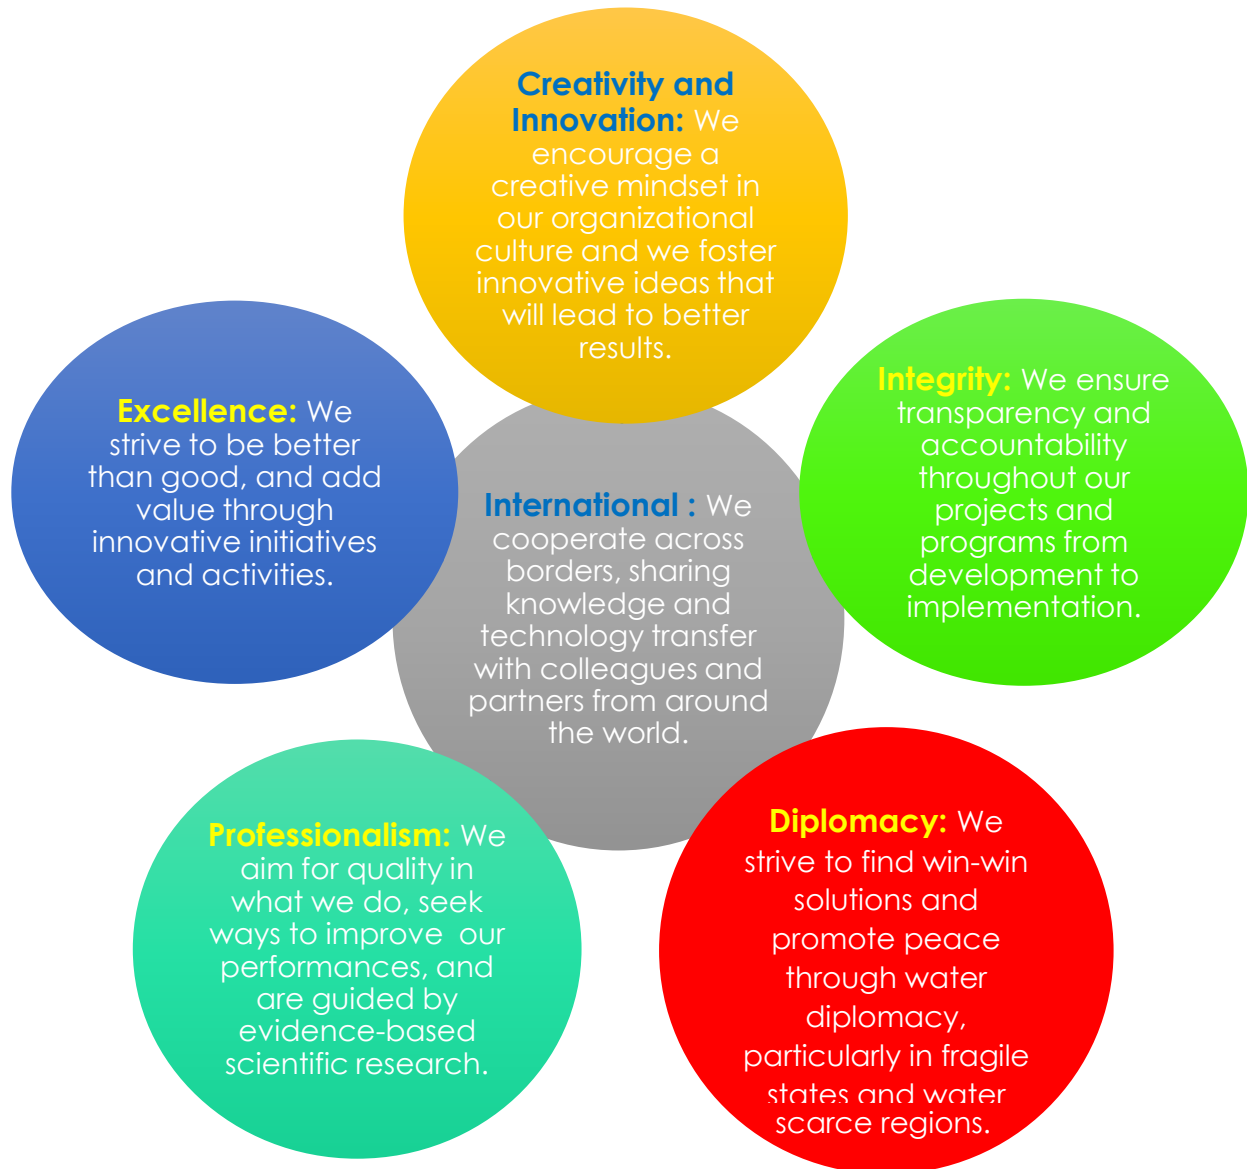 Creativity and
Innovation: We
encourage a
creative mindset in
our organizational
culture and we foster
innovative ideas that
will lead to better
results.
Excellence: We
strive to be better
than good, and add
value through
innovative initiatives
and activities.
Integrity: We ensure
transparency and
accountability
throughout our
projects and
programs from
development to
implementation.
International : We
cooperate across
borders, sharing
knowledge and
technology transfer
with colleagues and
partners from around
the world.
Professionalism: We
aim for quality in
what we do, seek
ways to improve  our
performances, and
are guided by
evidence-based
scientific research.
Diplomacy: We
strive to find win-win
solutions and
promote peace
through water
diplomacy,
particularly in fragile
states and water
scarce regions.